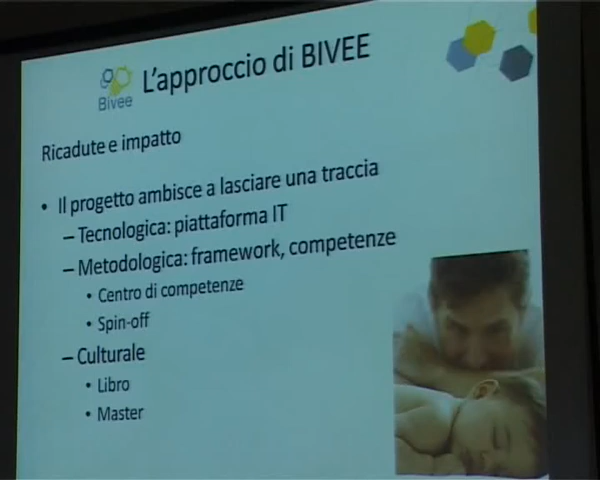 Bivee
L'approccio di BIVEE
Ricadute e impatto
• Il progetto ambisce a lasciare una traccia
– Tecnologica: piattaforma IT
– Metodologica: framework, competenze
• Centro di competenze
• Spin-off
– Culturale
• Libro
• Master